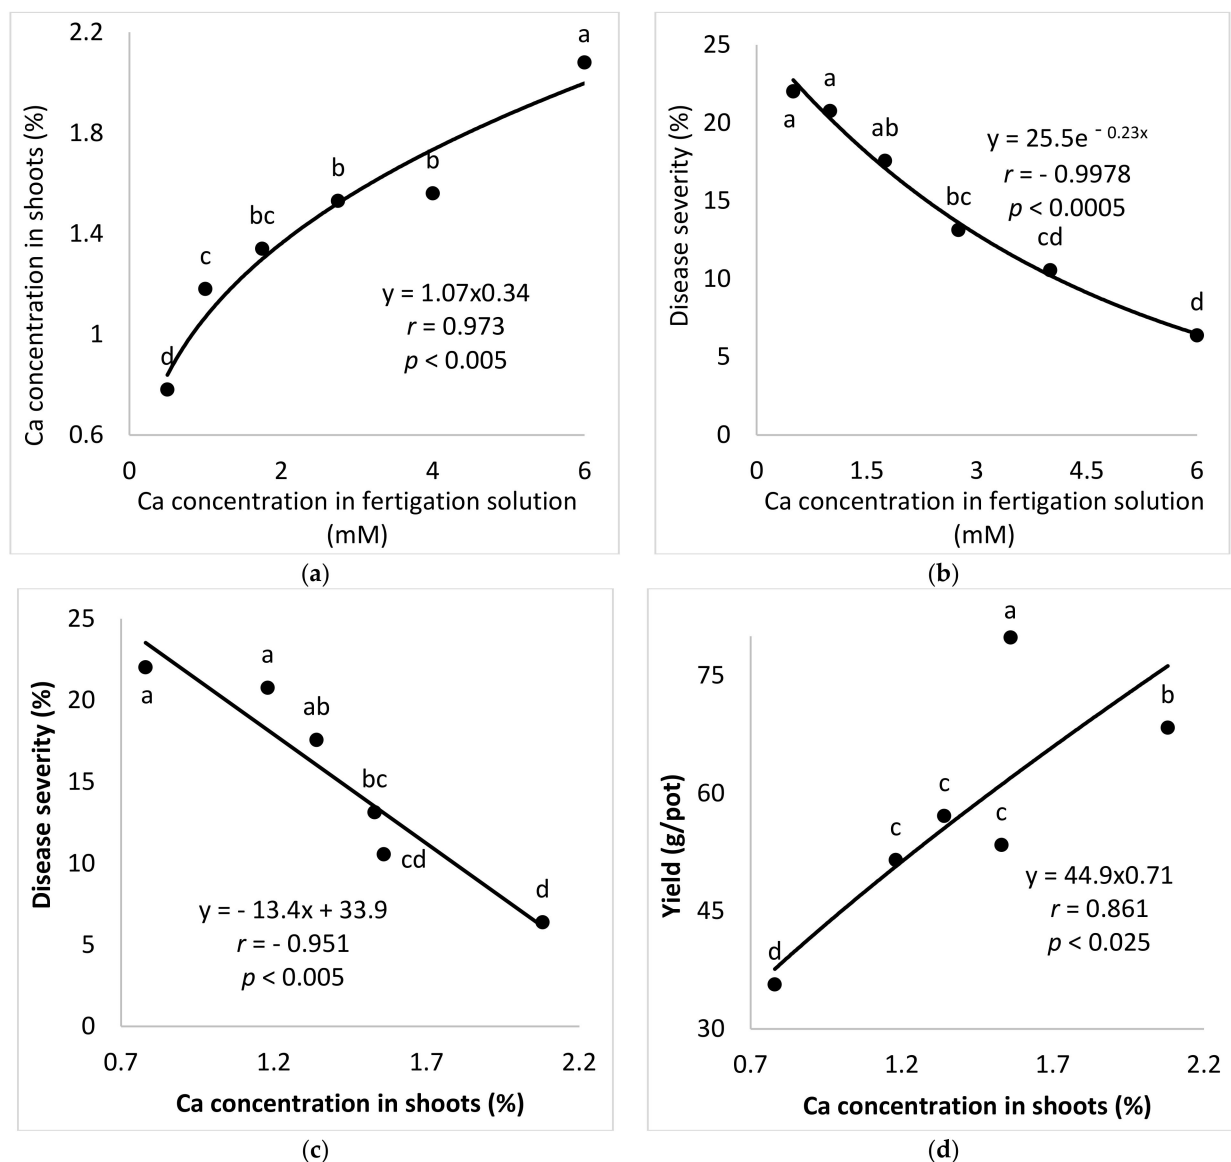 Ca concentration in shoots (%)
2.2
1.8
1.4
1
0.6
a
b
b
bc
c
d
y = 1.07x0.34
r = 0.973
p < 0.005
0 2 4 6
Ca concentration in fertigation solution
(mM)
(a)
Disease severity (%)
25
20
15
10
5
0
a
a
ab
bc
cd
d
y = 25.5e - 0.23x
r = - 0.9978
p < 0.0005
0 1.5 3 4.5 6
Ca concentration in fertigation solution
(mM)
(b)
Disease severity (%)
25
20
15
10
5
0
a
a
ab
bc
cd
d
y = - 13.4x + 33.9
r = - 0.951
p < 0.005
0.7 1.2 1.7 2.2
Ca concentration in shoots (%)
(c)
Yield (g/pot)
75
60
45
30
a
b
c
c
c
d
y = 44.9x0.71
r = 0.861
p < 0.025
0.7 1.2 1.7 2.2
Ca concentration in shoots (%)
(d)